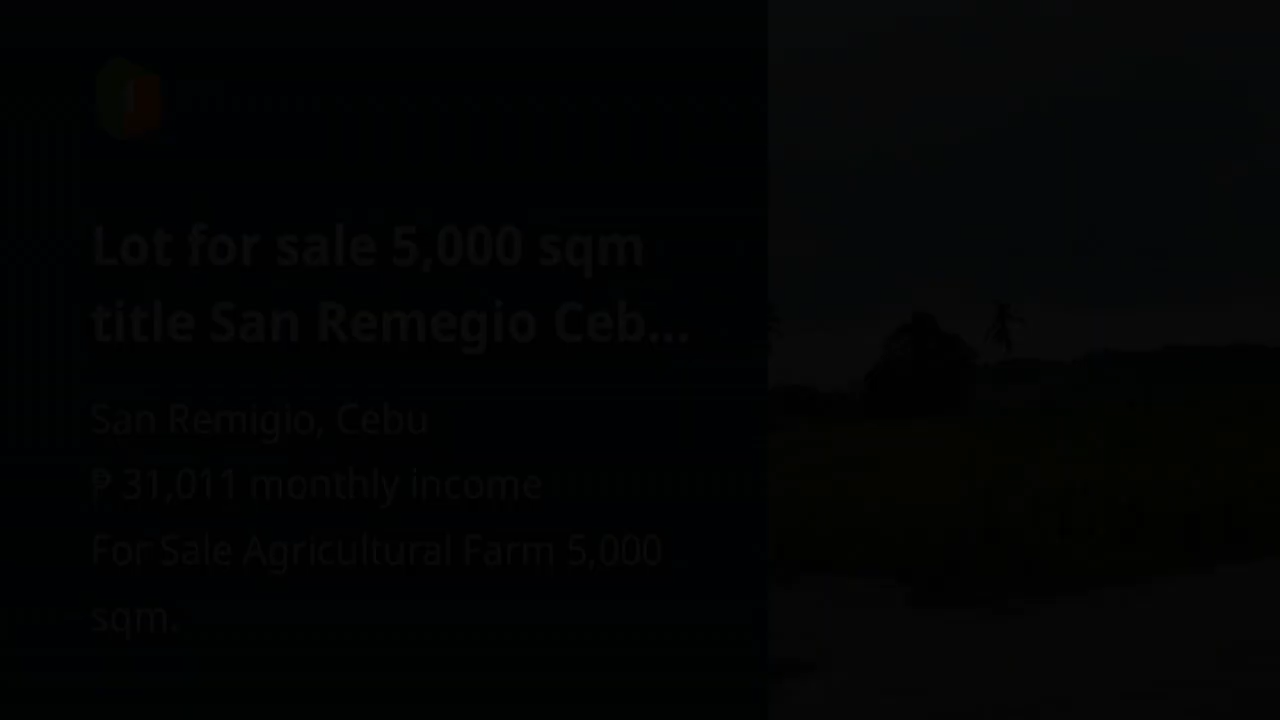 Lot for sale 5,000 sqm
title San Remegio Ceb...
San Remigio, Cebu
₱ 31,011 monthly income
For Sale Agricultural Farm 5,000
sqm.